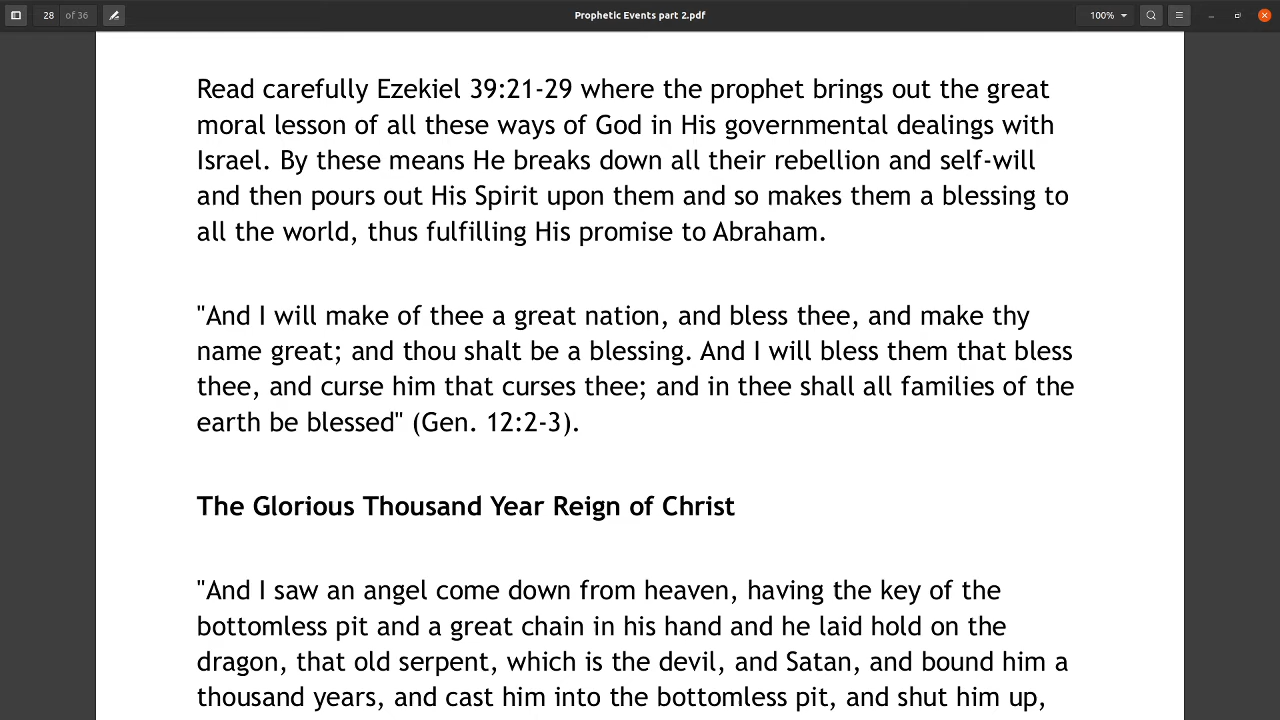 28 of 36
Prophetic Events part 2.pdf
100%
Read carefully Ezekiel 39:21-29 where the prophet brings out the great
moral lesson of all these ways of God in His governmental dealings with
Israel. By these means He breaks down all their rebellion and self-will
and then pours out His Spirit upon them and so makes them a blessing to
all the world, thus fulfilling His promise to Abraham.
"And I will make of thee a great nation, and bless thee, and make thy
name great; and thou shalt be a blessing. And I will bless them that bless
thee, and curse him that curses thee; and in thee shall all families of the
earth be blessed" (Gen. 12:2-3).
The Glorious Thousand Year Reign of Christ
"And I saw an angel come down from heaven, having the key of the
bottomless pit and a great chain in his hand and he laid hold on the
dragon, that old serpent, which is the devil, and Satan, and bound him a
thousand years, and cast him into the bottomless pit, and shut him up,